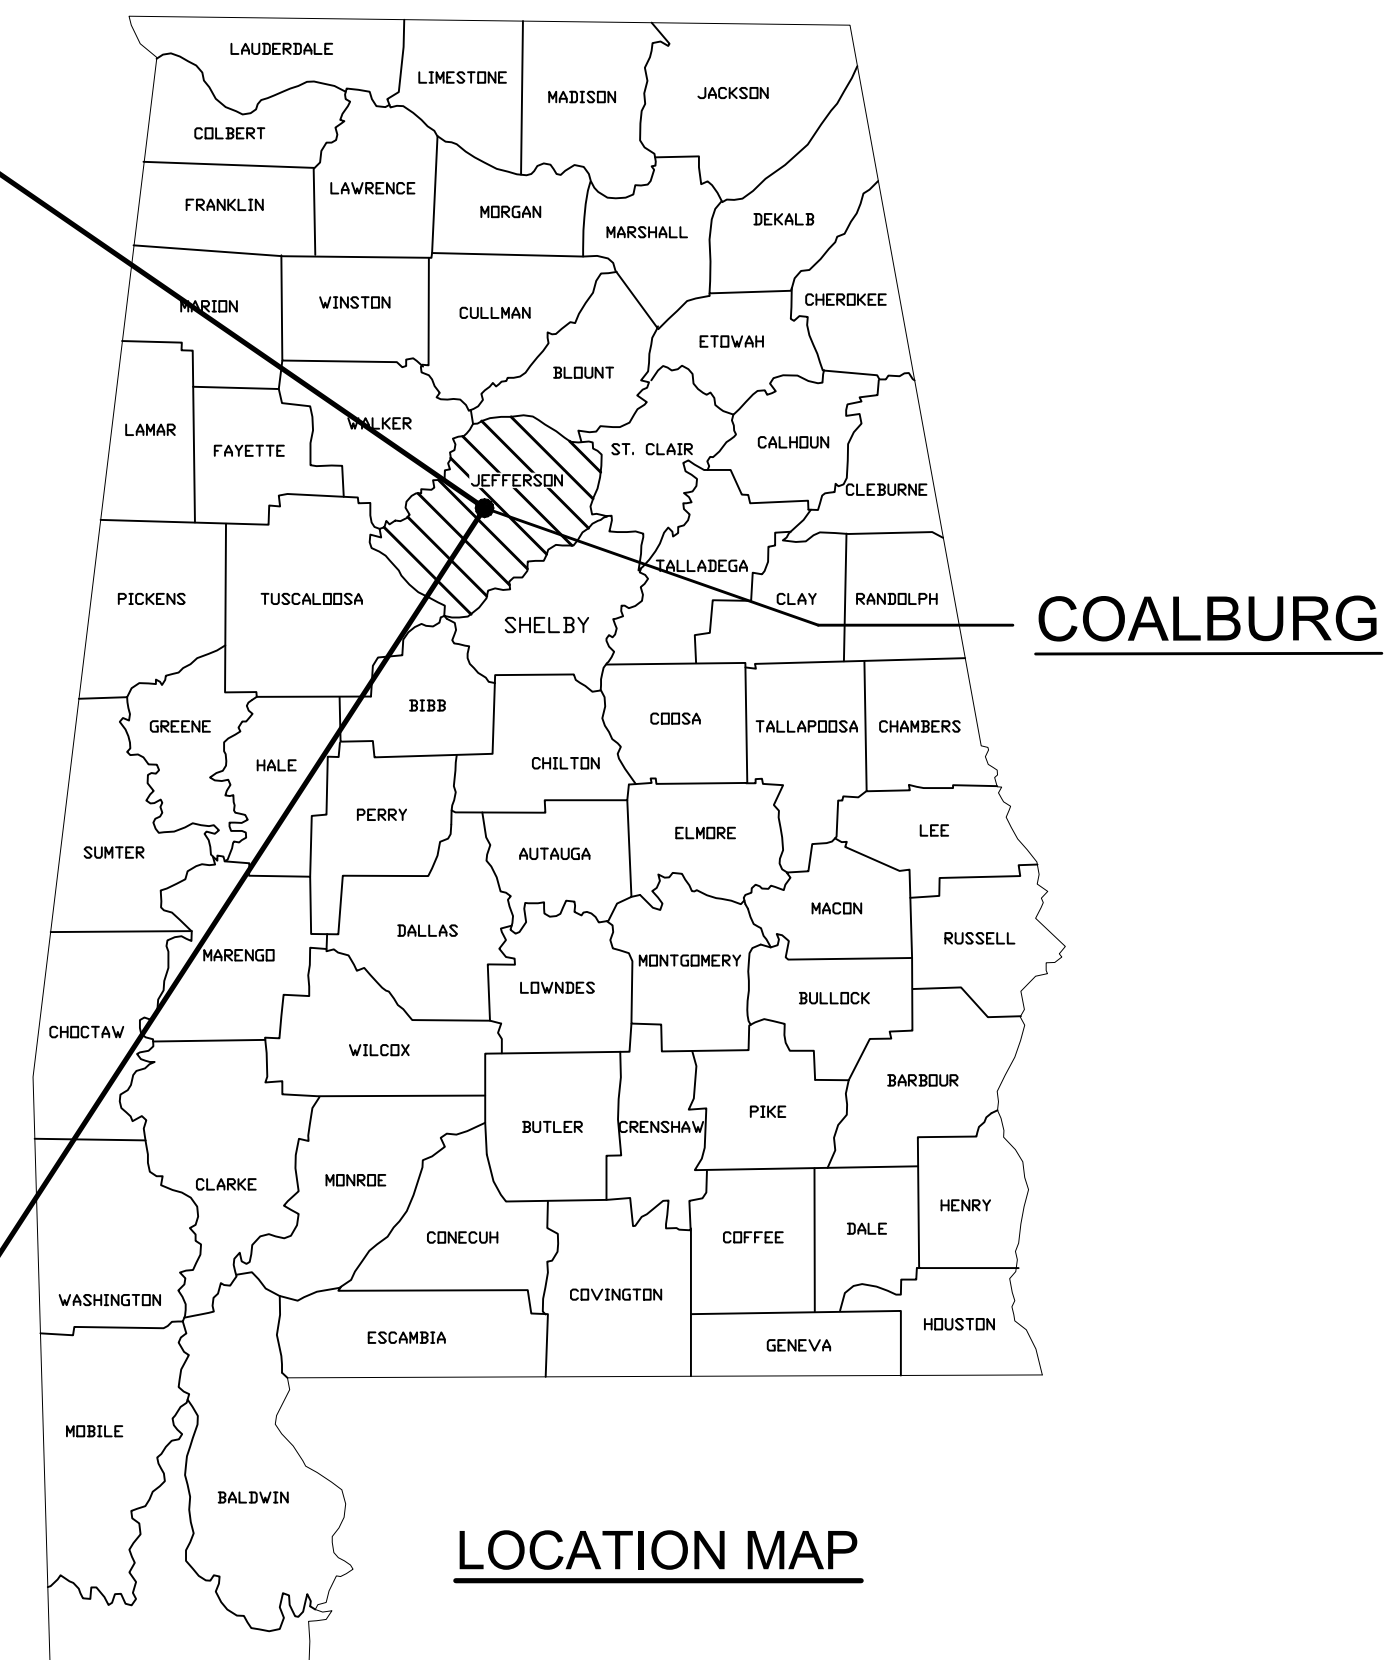 LAUDERDALE
LIMESTONE
MADISON
JACKSON
COLBERT
LAWRENCE
FRANKLIN
MORGAN
MARSHALL
DEKALB
MARION
WINSTON
CULLMAN
CHEROKEE
ETOWAH
BLOUNT
LAMAR
WALKER
FAYETTE
ST. CLAIR
CALHOUN
JEFFERSON
CLEBURNE
TALLADEGA
PICKENS
TUSCALOOSA
CLAY
RANDOLPH
SHELBY
COALBURG
BIBB
GREENE
COOSA
TALLAPOOSA
CHAMBERS
HALE
CHILTON
PERRY
ELMORE
LEE
SUMTER
AUTAUGA
MACON
DALLAS
RUSSELL
MARENGO
MONTGOMERY
LOWNDES
BULLOCK
CHOCTAW
WILCOX
BARBOUR
PIKE
BUTLER
CRENSHAW
CLARKE
MONROE
HENRY
CONECUH
COFFEE
DALE
WASHINGTON
COVINGTON
ESCAMBIA
GENEVA
HOUSTON
MOBILE
BALDWIN
LOCATION MAP